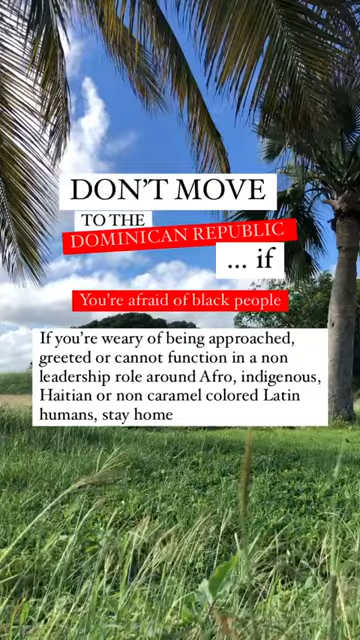 DON'T MOVE
TO THE
DOMINICAN REPUBLIC
... if
You're afraid of black people
If you're weary of being approached,
greeted or cannot function in a non
leadership role around Afro, indigenous,
Haitian or non caramel colored Latin
humans, stay home